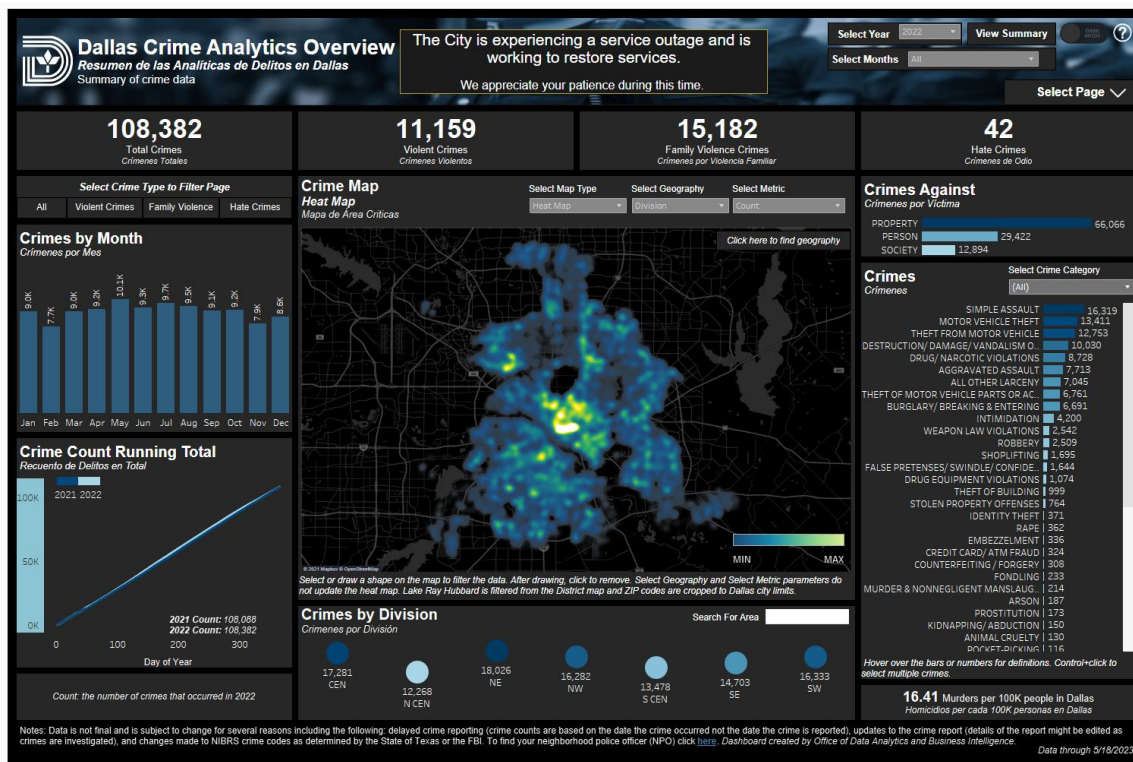 Dallas Crime Analytics Overview
Resumen de las Analíticas de Delitos en Dallas
Summary of crime data
The City is experiencing a service outage and is
working to restore services.
We appreciate your patience during this time.
Select Year 2022
View Summary
DARK MODE
?
Select Months All
Select Page
108,382
Total Crimes
Crímenes Totales
11,159
Violent Crimes
Crímenes Violentos
15,182
Family Violence Crimes
Crímenes por Violencia Familiar
42
Hate Crimes
Crímenes de Odio
Select Crime Type to Filter Page
All Violent Crimes Family Violence Hate Crimes
Crimes by Month
Crímenes por Mes
9.0K 7.7K 9.0K 9.2K 10.1K 9.3K 9.7K 9.5K 9.1K 9.2K 7.9K 8.6K
Jan Feb Mar Apr May Jun Jul Aug Sep Oct Nov Dec
Crime Count Running Total
Recuento de Delitos en Total
2021 2022
100K
50K
0K
2021 Count: 108,088
2022 Count: 108,382
0 100 200 300
Day of Year
Count: the number of crimes that occurred in 2022
Crime Map
Heat Map
Mapa de Área Criticas
Select Map Type
Heat Map
Select Geography
Division
Select Metric
Count
Click here to find geography
MIN MAX
© 2021 Mapbox © OpenStreetMap
Select or draw a shape on the map to filter the data. After drawing, click to remove. Select Geography and Select Metric parameters do
not update the heat map. Lake Ray Hubbard is filtered from the District map and ZIP codes are cropped to Dallas city limits.
Crimes by Division
Crimenes por División
Search For Area
17,281
CEN
12,268
N CEN
18,026
NE
16,282
NW
13,478
S CEN
14,703
SE
16,333
SW
Crimes Against
Crímenes por Víctima
PROPERTY 66,066
PERSON 29,422
SOCIETY 12,894
Crimes
Crímenes
Select Crime Category
(All)
SIMPLE ASSAULT 16,319
MOTOR VEHICLE THEFT 13,411
THEFT FROM MOTOR VEHICLE 12,753
DESTRUCTION/ DAMAGE/ VANDALISM O.. 10,030
DRUG/ NARCOTIC VIOLATIONS 8,728
AGGRAVATED ASSAULT 7,713
ALL OTHER LARCENY 7,045
THEFT OF MOTOR VEHICLE PARTS OR AC.. 6,761
BURGLARY/ BREAKING & ENTERING 6,691
INTIMIDATION 4,200
WEAPON LAW VIOLATIONS 2,542
ROBBERY 2,509
SHOPLIFTING 1,695
FALSE PRETENSES/ SWINDLE/ CONFIDE.. 1,644
DRUG EQUIPMENT VIOLATIONS 1,074
THEFT OF BUILDING 999
STOLEN PROPERTY OFFENSES 764
IDENTITY THEFT 371
RAPE 362
EMBEZZELMENT 336
CREDIT CARD/ ATM FRAUD 324
COUNTERFEITING / FORGERY 308
FONDLING 233
MURDER & NONNEGLIGENT MANSLAUG.. 214
ARSON 187
PROSTITUTION 173
KIDNAPPING/ ABDUCTION 150
ANIMAL CRUELTY 130
POCKET-PICKING 116
Hover over the bars or numbers for definitions. Control+click to
select multiple crimes.
16.41 Murders per 100K people in Dallas
Homicidios per cada 100K personas en Dallas
Notes: Data is not final and is subject to change for several reasons including the following: delayed crime reporting (crime counts are based on the date the crime occurred not the date the crime is reported), updates to the crime report (details of the report might be edited as
crimes are investigated), and changes made to NIBRS crime codes as determined by the State of Texas or the FBI. To find your neighborhood police officer (NPO) click here. Dashboard created by Office of Data Analytics and Business Intelligence.
Data through 5/18/2023